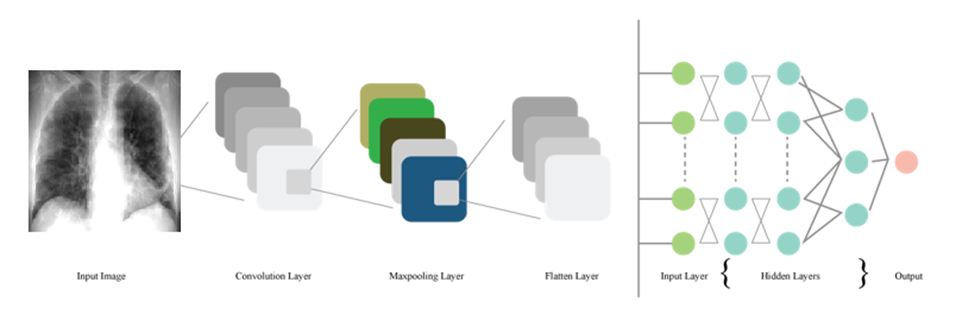 Input Image
Convolution Layer
Maxpooling Layer
Flatten Layer
Input Layer
{
Hidden Layers
}
Output